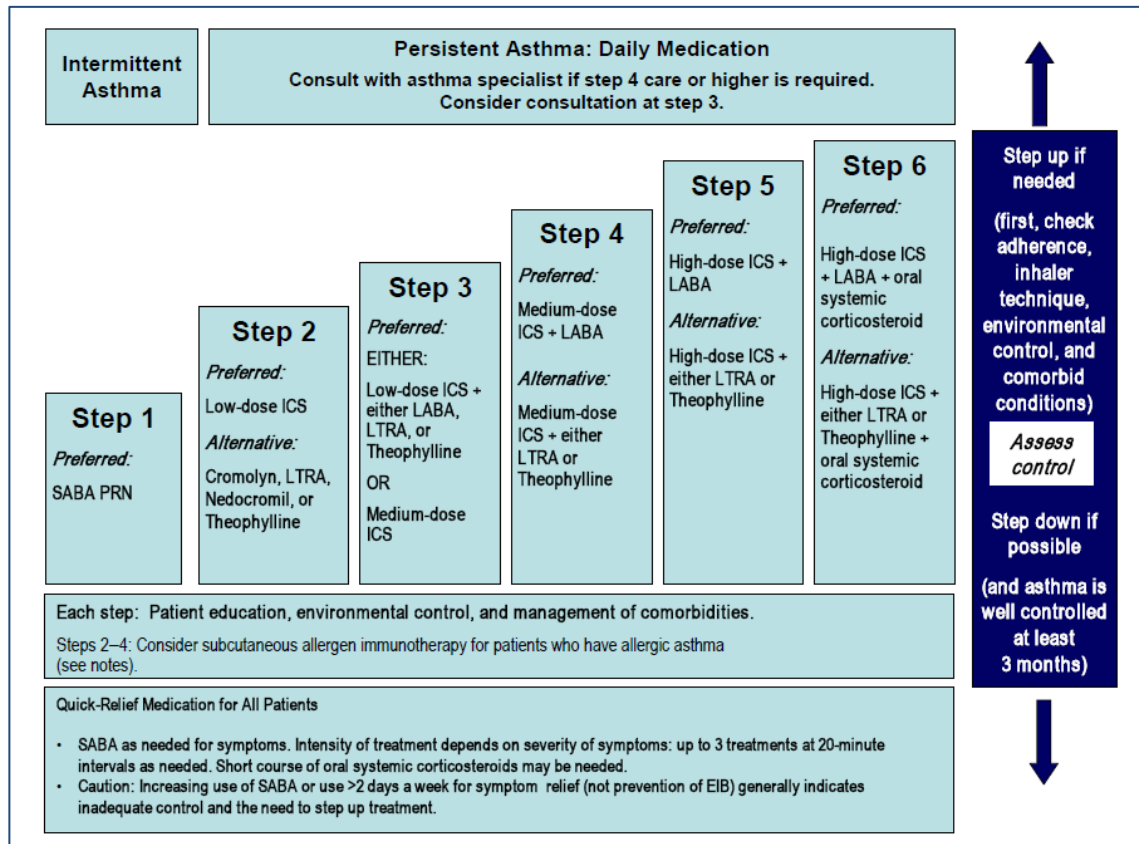 Intermittent
Asthma
Persistent Asthma: Daily Medication
Consult with asthma specialist if step 4 care or higher is required.
Consider consultation at step 3.
Step 1
Preferred:
SABA PRN
Step 2
Preferred:
Low-dose ICS
Alternative:
Cromolyn, LTRA,
Nedocromil, or
Theophylline
Step 3
Preferred:
EITHER:
Low-dose ICS +
either LABA,
LTRA, or
Theophylline
OR
Medium-dose
ICS
Step 4
Preferred:
Medium-dose
ICS + LABA
Alternative:
Medium-dose
ICS + either
LTRA or
Theophylline
Step 5
Preferred:
High-dose ICS +
LABA
Alternative:
High-dose ICS +
either LTRA or
Theophylline
Step 6
Preferred:
High-dose ICS
+ LABA + oral
systemic
corticosteroid
Alternative:
High-dose ICS +
either LTRA or
Theophylline +
oral systemic
corticosteroid
Step up if
needed
(first, check
adherence,
inhaler
technique,
environmental
control, and
comorbid
conditions)
Assess
control
Step down if
possible
(and asthma is
well controlled
at least
3 months)
Each step: Patient education, environmental control, and management of comorbidities.
Steps 2–4: Consider subcutaneous allergen immunotherapy for patients who have allergic asthma
(see notes).
Quick-Relief Medication for All Patients
• SABA as needed for symptoms. Intensity of treatment depends on severity of symptoms: up to 3 treatments at 20-minute
intervals as needed. Short course of oral systemic corticosteroids may be needed.
• Caution: Increasing use of SABA or use >2 days a week for symptom relief (not prevention of EIB) generally indicates
inadequate control and the need to step up treatment.